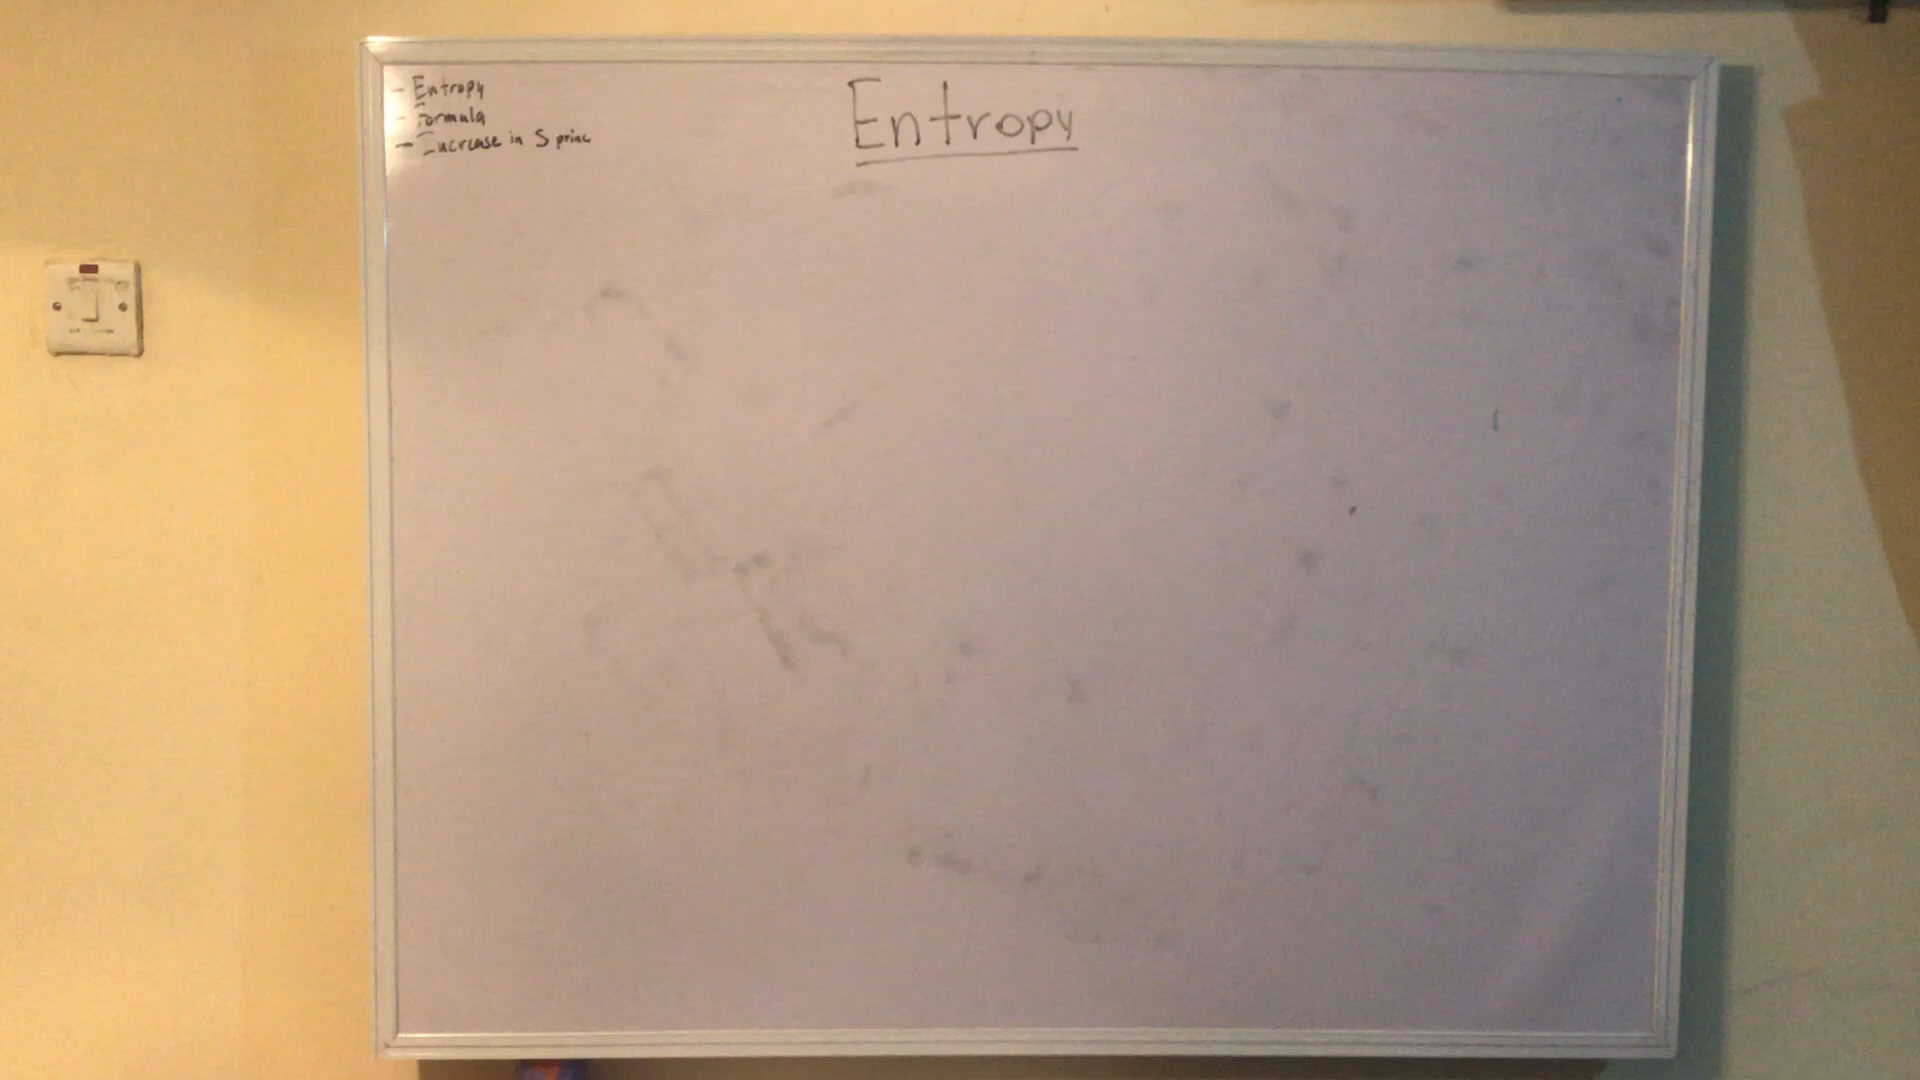 - Entropy
- Formula
- Increase in S princ
Entropy